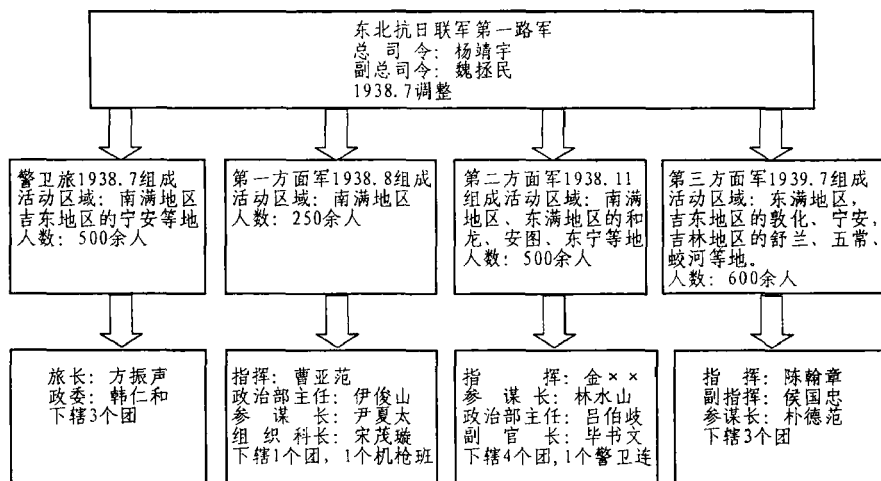 东北抗日联军第一路军
总司令：杨靖宇
副总司令：魏拯民
1938.7调整
警卫旅1938.7组成
活动区域：南满地区
吉东地区的宁安等地
人数：500余人
第一方面军1938.8组成
活动区域：南满地区
人数：250余人
第二方面军1938.11
组成活动区域：南满
地区、东满地区的和
龙、安图、东宁等地
人数：500余人
第三方面军1939.7组成
活动区域：东满地区，
吉东地区的敦化、宁安，
吉林地区的舒兰、五常、
蛟河等地。
人数：600余人
旅长：方振声
政委：韩仁和
下辖3个团
指挥：曹亚范
政治部主任：伊俊山
参谋长：尹夏太
组织科长：宋茂璇
下辖1个团，1个机枪班
指挥：金××
参谋长：林水山
政治部主任：吕伯歧
副官长：毕书文
下辖4个团,1个警卫连
指挥：陈翰章
副指挥：侯国忠
参谋长：朴德范
下辖3个团